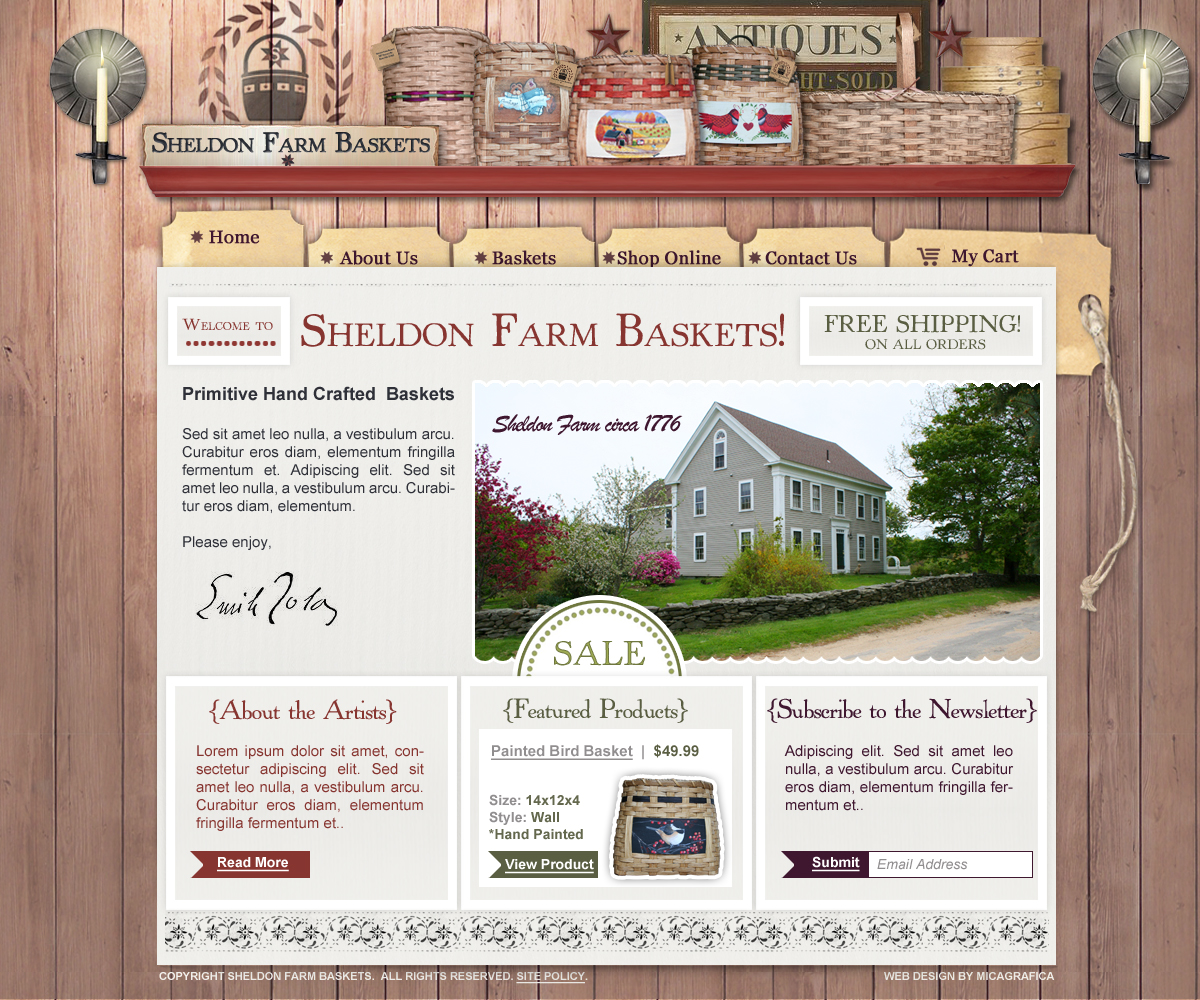 ANTIQUES
HT·SOLD
SHELDON FARM BASKETS
Home
About Us
Baskets
Shop Online
Contact Us
My Cart
WELCOME TO
SHELDON FARM BASKETS!
FREE SHIPPING!
ON ALL ORDERS
Primitive Hand Crafted Baskets
Sed sit amet leo nulla, a vestibulum arcu.
Curabitur eros diam, elementum fringilla
fermentum et. Adipiscing elit. Sed sit
amet leo nulla, a vestibulum arcu. Curabi-
tur eros diam, elementum.
Please enjoy,
Sheldon Farm circa 1776
SALE
{About the Artists}
Lorem ipsum dolor sit amet, con-
sectetur adipiscing elit. Sed sit
amet leo nulla, a vestibulum arcu.
Curabitur eros diam, elementum
fringilla fermentum et..
Read More
{Featured Products}
Painted Bird Basket | $49.99
Size: 14x12x4
Style: Wall
*Hand Painted
View Product
{Subscribe to the Newsletter}
Adipiscing elit. Sed sit amet leo
nulla, a vestibulum arcu. Curabitur
eros diam, elementum fringilla fer-
mentum et..
Submit
Email Address
COPYRIGHT SHELDON FARM BASKETS. ALL RIGHTS RESERVED. SITE POLICY.
WEB DESIGN BY MICAGRAFICA